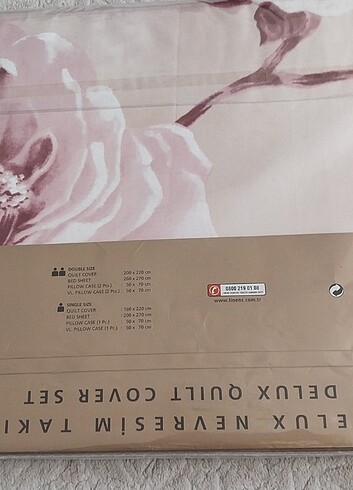 DOUBLE SIZE
QUILT COVER : 200 x 220 cm
BED SHEET : 260 x 270 cm
PILLOW CASE (2 Pcs.) : 50 x 70 cm
VL. PILLOW CASE (2 Pcs.) : 50 x 70 cm
SINGLE SIZE
QUILT COVER : 160 x 220 cm
BED SHEET : 200 x 270 cm
PILLOW CASE (1 Pc.) : 50 x 70 cm
VL. PILLOW CASE (1 Pc.) : 50 x 70 cm
0800 219 01 88
www.linens.com.tr
ELUX NEVRESİM TAKI
DELUX QUILT COVER SET